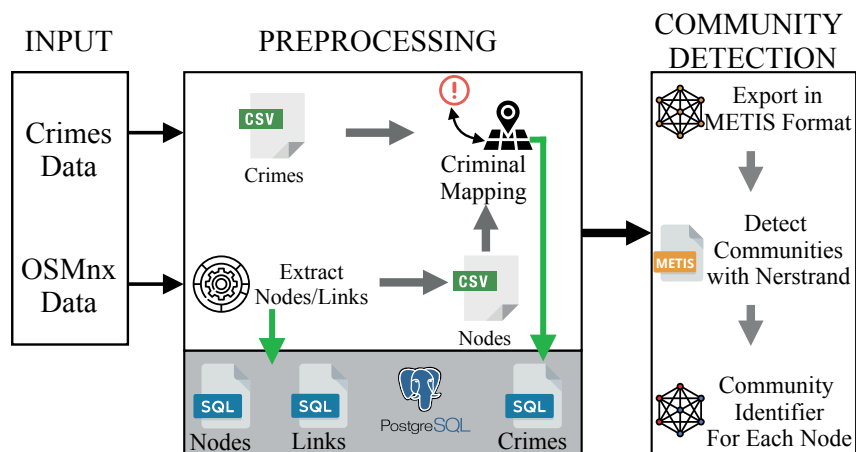 INPUT
Crimes
Data
OSMnx
Data
PREPROCESSING
CSV
Crimes
Criminal
Mapping
Extract
Nodes/Links
CSV
Nodes
SQL
Nodes
SQL
Links
PostgreSQL
SQL
Crimes
COMMUNITY
DETECTION
Export in
METIS Format
METIS
Detect
Communities
with Nerstrand
Community
Identifier
For Each Node